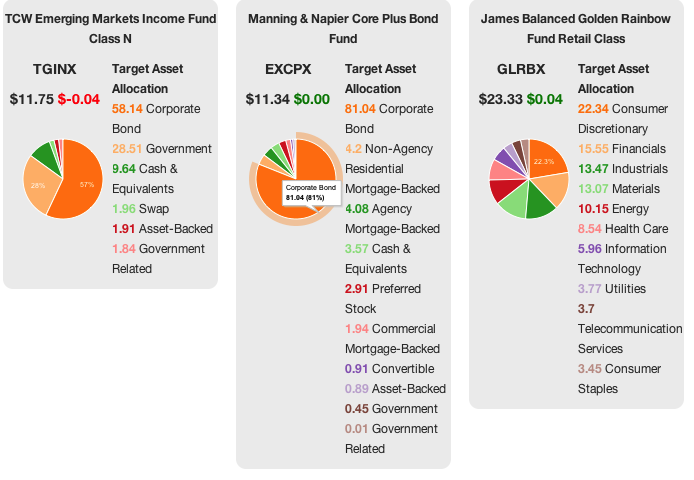 TCW Emerging Markets Income Fund
Class N
TGINX
$11.75 $-0.04
Target Asset
Allocation
58.14 Corporate
Bond
28.51 Government
9.64 Cash &
Equivalents
1.96 Swap
1.91 Asset-Backed
1.84 Government
Related
28%
57%
Manning & Napier Core Plus Bond
Fund
EXCPX
$11.34 $0.00
Target Asset
Allocation
81.04 Corporate
Bond
4.2 Non-Agency
Residential
Mortgage-Backed
4.08 Agency
Mortgage-Backed
3.57 Cash &
Equivalents
2.91 Preferred
Stock
1.94 Commercial
Mortgage-Backed
0.91 Convertible
0.89 Asset-Backed
0.45 Government
0.01 Government
Related
Corporate Bond
81.04 (81%)
James Balanced Golden Rainbow
Fund Retail Class
GLRBX
$23.33 $0.04
Target Asset
Allocation
22.34 Consumer
Discretionary
15.55 Financials
13.47 Industrials
13.07 Materials
10.15 Energy
8.54 Health Care
5.96 Information
Technology
3.77 Utilities
3.7
Telecommunication
Services
3.45 Consumer
Staples
22.3%